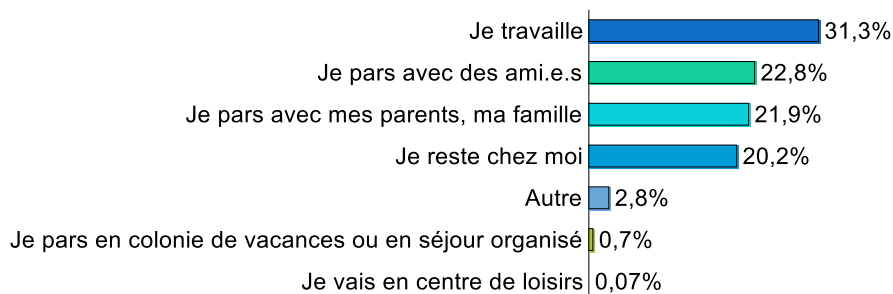 Je travaille 31,3%
Je pars avec des ami.e.s 22,8%
Je pars avec mes parents, ma famille 21,9%
Je reste chez moi 20,2%
Autre 2,8%
Je pars en colonie de vacances ou en séjour organisé 0,7%
Je vais en centre de loisirs 0,07%